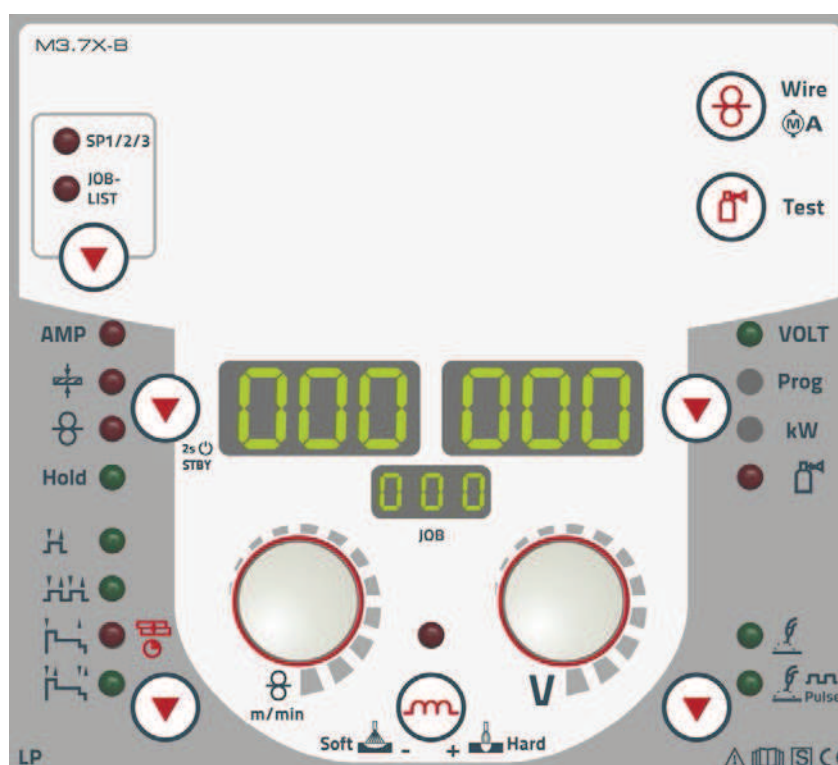 M3.7X-B
SP1/2/3
JOB-
LIST
Wire
M A
Test
AMP
Hold
VOLT
Prog
kW
000 000
2s
STBY
000
JOB
m/min
V
Soft - + Hard
Pulse
LP
S CE